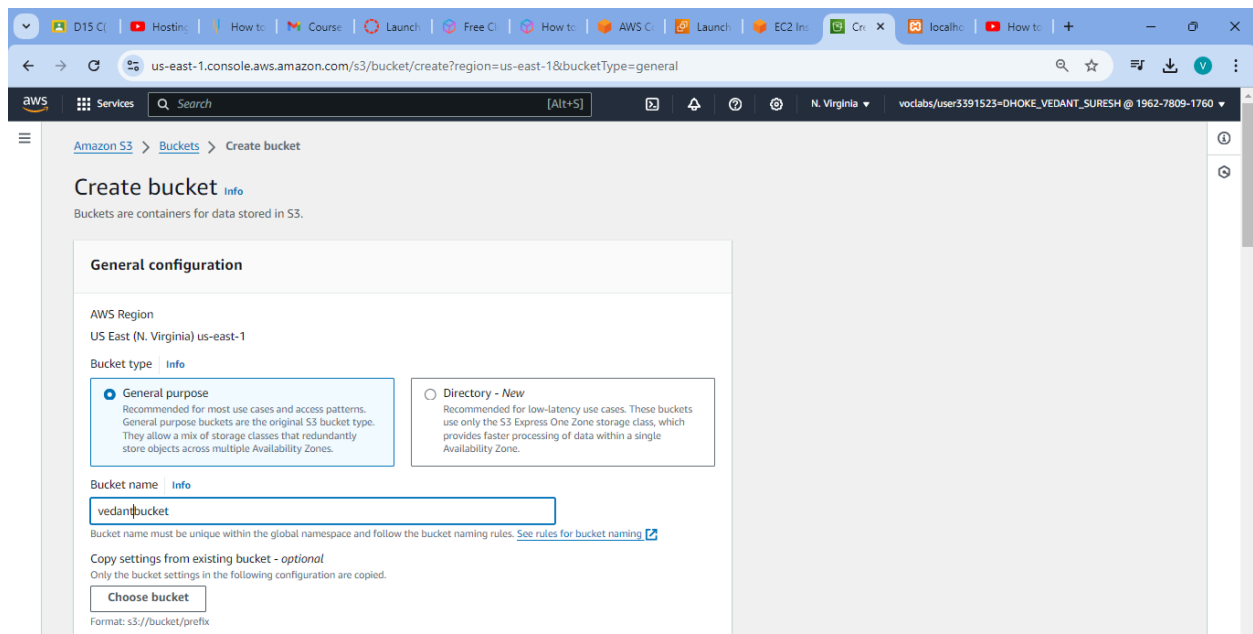 D15 C(
Hosting
How to
Course
Launch
Free Cl
How to
AWS C
Launch
EC2 Ins
Cre
localho
How to
us-east-1.console.aws.amazon.com/s3/bucket/create?region=us-east-1&bucketType=general
V
aws
Services
Search
[Alt+S]
N. Virginia
voclabs/user3391523=DHOKE_VEDANT_SURESH @ 1962-7809-1760
Amazon S3 > Buckets > Create bucket
Create bucket Info
Buckets are containers for data stored in S3.
General configuration
AWS Region
US East (N. Virginia) us-east-1
Bucket type Info
General purpose
Recommended for most use cases and access patterns.
General purpose buckets are the original S3 bucket type.
They allow a mix of storage classes that redundantly
store objects across multiple Availability Zones.
Directory - New
Recommended for low-latency use cases. These buckets
use only the S3 Express One Zone storage class, which
provides faster processing of data within a single
Availability Zone.
Bucket name Info
vedantbucket
Bucket name must be unique within the global namespace and follow the bucket naming rules. See rules for bucket naming
Copy settings from existing bucket - optional
Only the bucket settings in the following configuration are copied.
Choose bucket
Format: s3://bucket/prefix